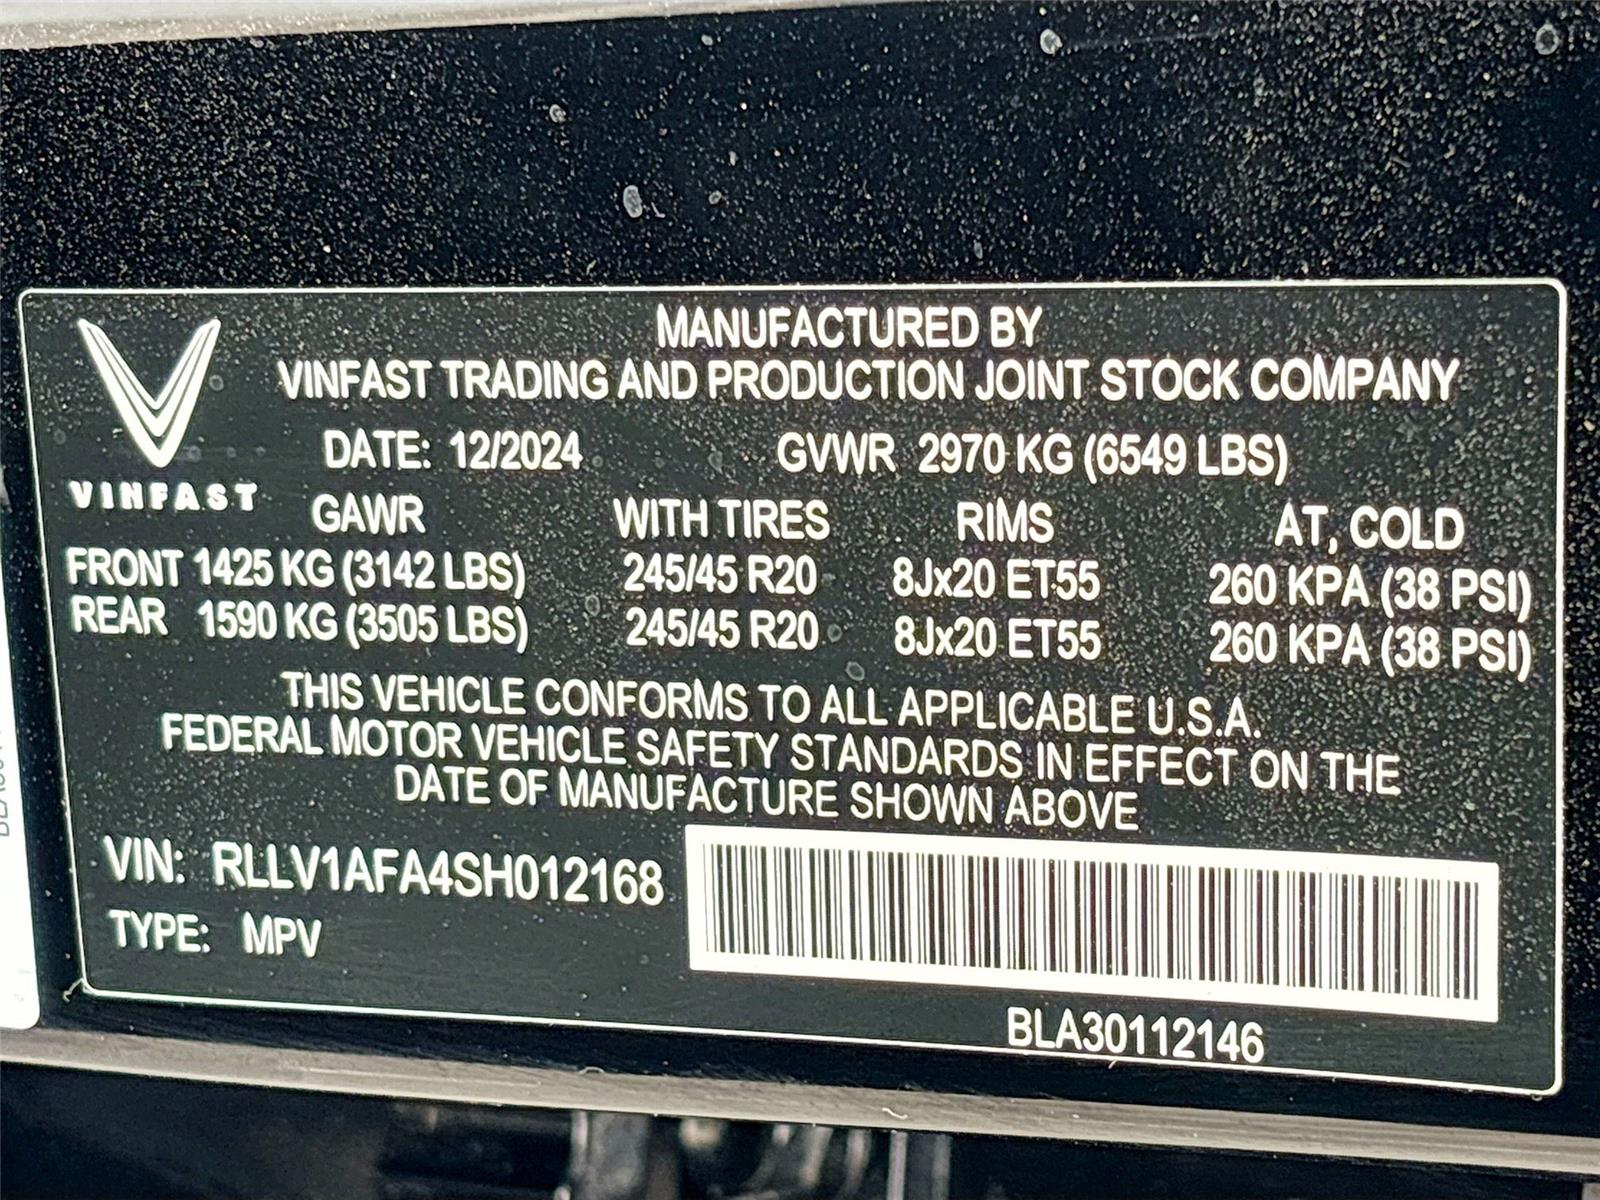 MANUFACTURED BY
VINFAST TRADING AND PRODUCTION JOINT STOCK COMPANY
DATE: 12/2024 GVWR 2970 KG (6549 LBS)
VINFAST
GAWR WITH TIRES RIMS AT, COLD
FRONT 1425 KG (3142 LBS) 245/45 R20 8Jx20 ET55 260 KPA (38 PSI)
REAR 1590 KG (3505 LBS) 245/45 R20 8Jx20 ET55 260 KPA (38 PSI)
THIS VEHICLE CONFORMS TO ALL APPLICABLE U.S.A.
FEDERAL MOTOR VEHICLE SAFETY STANDARDS IN EFFECT ON THE
DATE OF MANUFACTURE SHOWN ABOVE
VIN: RLLV1AFA4SH012168
TYPE: MPV
BLA30112146